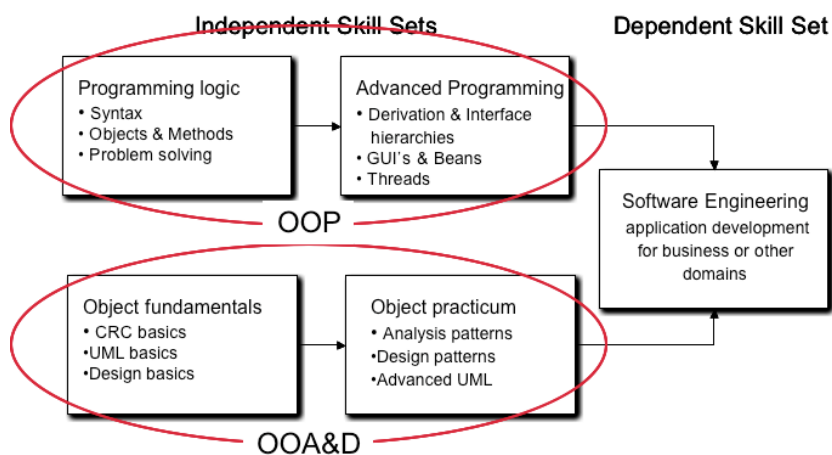 Independent Skill Sets
Dependent Skill Set
Programming logic
• Syntax
• Objects & Methods
• Problem solving
Advanced Programming
• Derivation & Interface
hierarchies
• GUI's & Beans
• Threads
OOP
Software Engineering
application development
for business or other
domains
Object fundamentals
• CRC basics
•UML basics
•Design basics
Object practicum
• Analysis patterns
•Design patterns
•Advanced UML
OOA&D